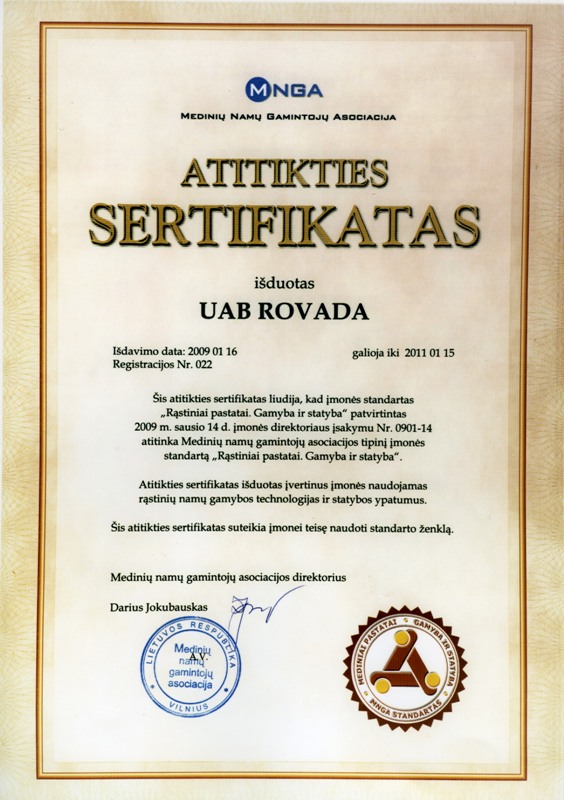 MNGA
MEDINIŲ NAMŲ GAMINTOJŲ ASOCIACIJA
ATITIKTIES
SERTIFIKATAS
išduotas
UAB ROVADA
Išdavimo data: 2009 01 16 galioja iki 2011 01 15
Registracijos Nr. 022
Šis atitikties sertifikatas liudija, kad įmonės standartas
„Rąstiniai pastatai. Gamyba ir statyba“ patvirtintas
2009 m. sausio 14 d. įmonės direktoriaus įsakymu Nr. 0901-14
atitinka Medinių namų gamintojų asociacijos tipinį įmonės
standartą „Rąstiniai pastatai. Gamyba ir statyba“.
Atitikties sertifikatas išduotas įvertinus įmonės naudojamas
rąstinių namų gamybos technologijas ir statybos ypatumus.
Šis atitikties sertifikatas suteikia įmonei teisę naudoti standarto ženklą.
Medinių namų gamintojų asociacijos direktorius
Darius Jokubauskas
LIETUVOS RESPUBLIKA
Medinių
A.V.
namų
gamintojų
asociacija
VILNIUS
MEDINIAI PASTATAI GAMYBA IR STATYBA
MNGA STANDARTAS